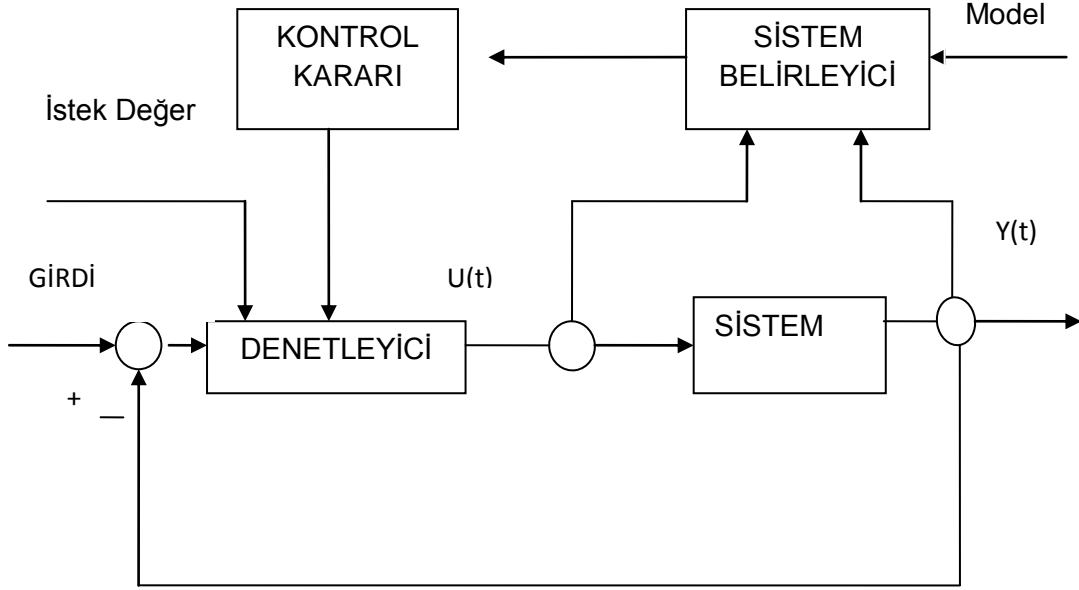 Model
KONTROL
KARARI
SİSTEM
BELİRLEYİCİ
İstek Değer
Y(t)
GİRDİ
U(t)
SİSTEM
DENETLEYİCİ
+
—